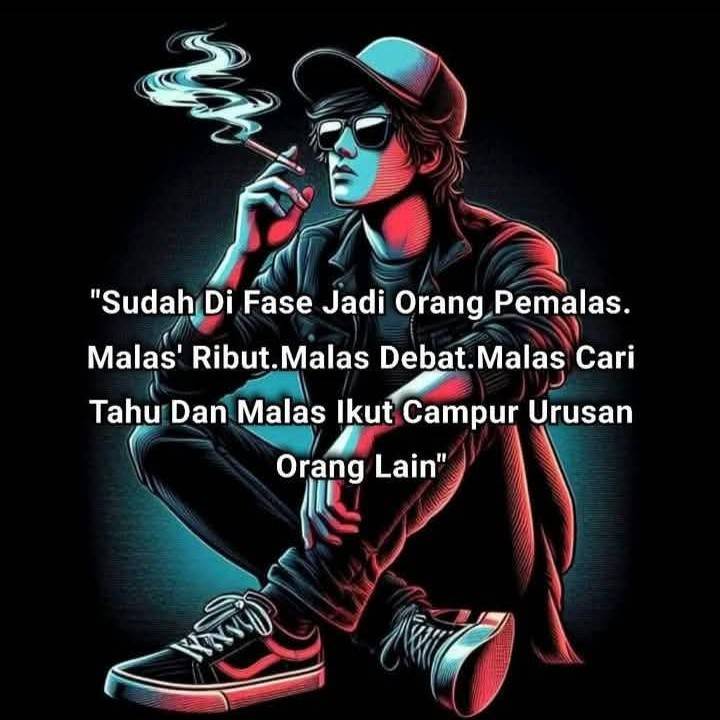 "Sudah Di Fase Jadi Orang Pemalas.
Malas' Ribut.Malas Debat.Malas Cari
Tahu Dan Malas Ikut Campur Urusan
Orang Lain"